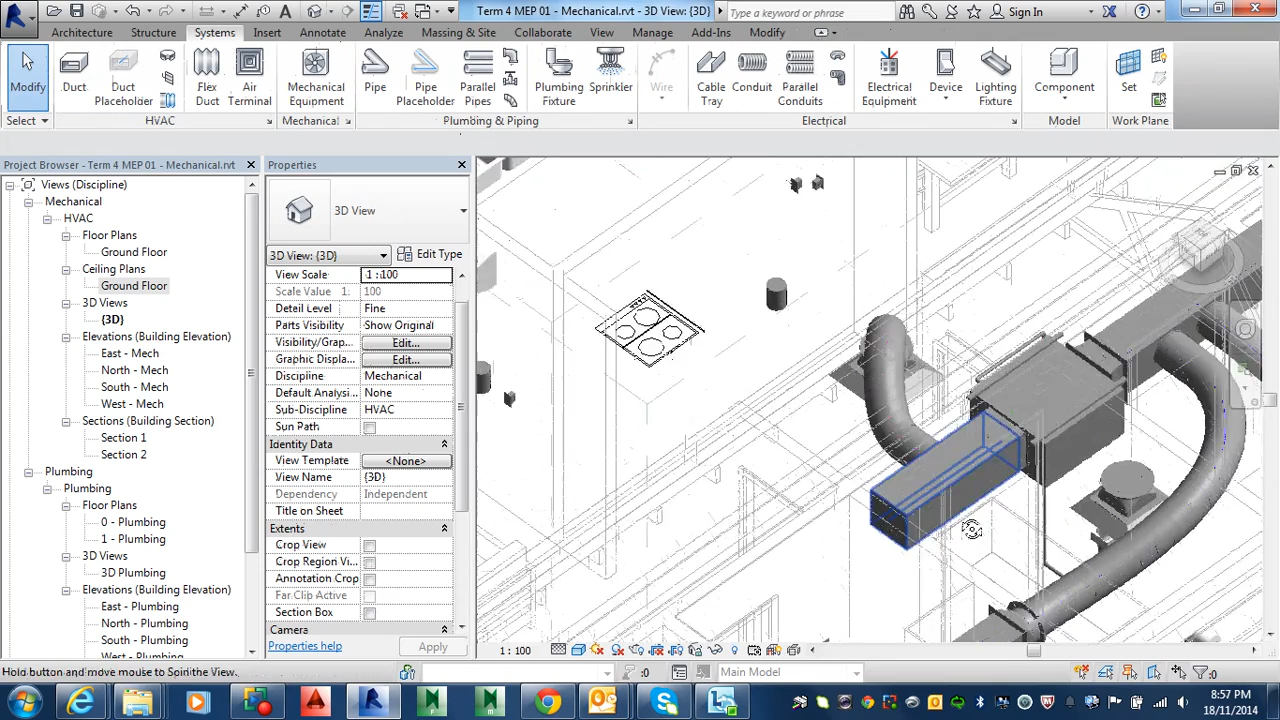 Term 4 MEP 01 - Mechanical.rvt - 3D View: {3D}
Type a keyword or phrase
Sign In
Architecture Structure Systems Insert Annotate Analyze Massing & Site Collaborate View Manage Add-Ins Modify
Modify
Duct
Duct Placeholder
Flex Duct
Air Terminal
Mechanical Equipment
Pipe
Pipe Placeholder
Parallel Pipes
Plumbing Fixture
Sprinkler
Wire
Cable Tray
Conduit
Parallel Conduits
Electrical Equipment
Device
Lighting Fixture
Component
Set
Select HVAC Mechanical Plumbing & Piping Electrical Model Work Plane
Project Browser - Term 4 MEP 01 - Mechanical.rvt
Views (Discipline)
Mechanical
HVAC
Floor Plans
Ground Floor
Ceiling Plans
Ground Floor
3D Views
{3D}
Elevations (Building Elevation)
East - Mech
North - Mech
South - Mech
West - Mech
Sections (Building Section)
Section 1
Section 2
Plumbing
Plumbing
Floor Plans
0 - Plumbing
1 - Plumbing
3D Views
3D Plumbing
Elevations (Building Elevation)
East - Plumbing
North - Plumbing
South - Plumbing
West - Plumbing
Properties
3D View
3D View: {3D} Edit Type
View Scale 1 : 100
Scale Value 1: 100
Detail Level Fine
Parts Visibility Show Original
Visibility/Grap... Edit...
Graphic Displa... Edit...
Discipline Mechanical
Default Analysi... None
Sub-Discipline HVAC
Sun Path
Identity Data
View Template <None>
View Name {3D}
Dependency Independent
Title on Sheet
Extents
Crop View
Crop Region Vi...
Annotation Crop
Far Clip Active
Section Box
Camera
Properties help Apply
1 : 100
Hold button and move mouse to Spin the View.
:0
Main Model
:0
8:57 PM
18/11/2014